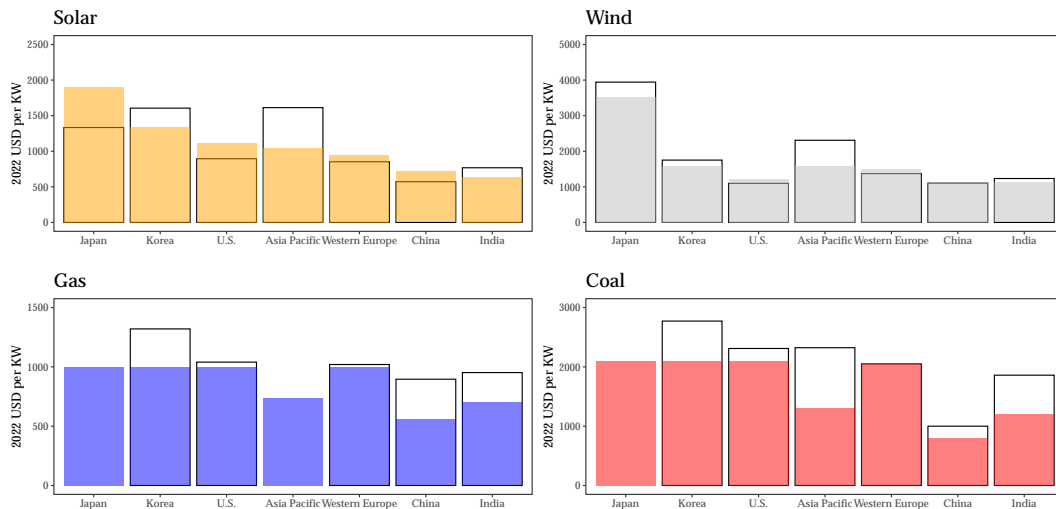 Solar
2022 USD per KW
2500
2000
1500
1000
500
0
Japan Korea U.S. Asia Pacific Western Europe China India
Wind
2022 USD per KW
5000
4000
3000
2000
1000
0
Japan Korea U.S. Asia Pacific Western Europe China India
Gas
2022 USD per KW
1500
1000
500
0
Japan Korea U.S. Asia Pacific Western Europe China India
Coal
2022 USD per KW
3000
2000
1000
0
Japan Korea U.S. Asia Pacific Western Europe China India